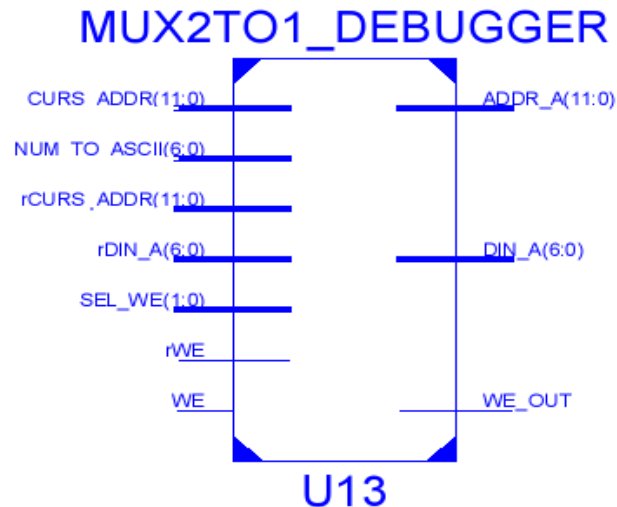 MUX2TO1_DEBUGGER
CURS_ADDR(11:0)
ADDR_A(11:0)
NUM_TO_ASCII(6:0)
rCURS_ADDR(11:0)
rDIN_A(6:0)
DIN_A(6:0)
SEL_WE(1:0)
rWE
WE
WE_OUT
U13